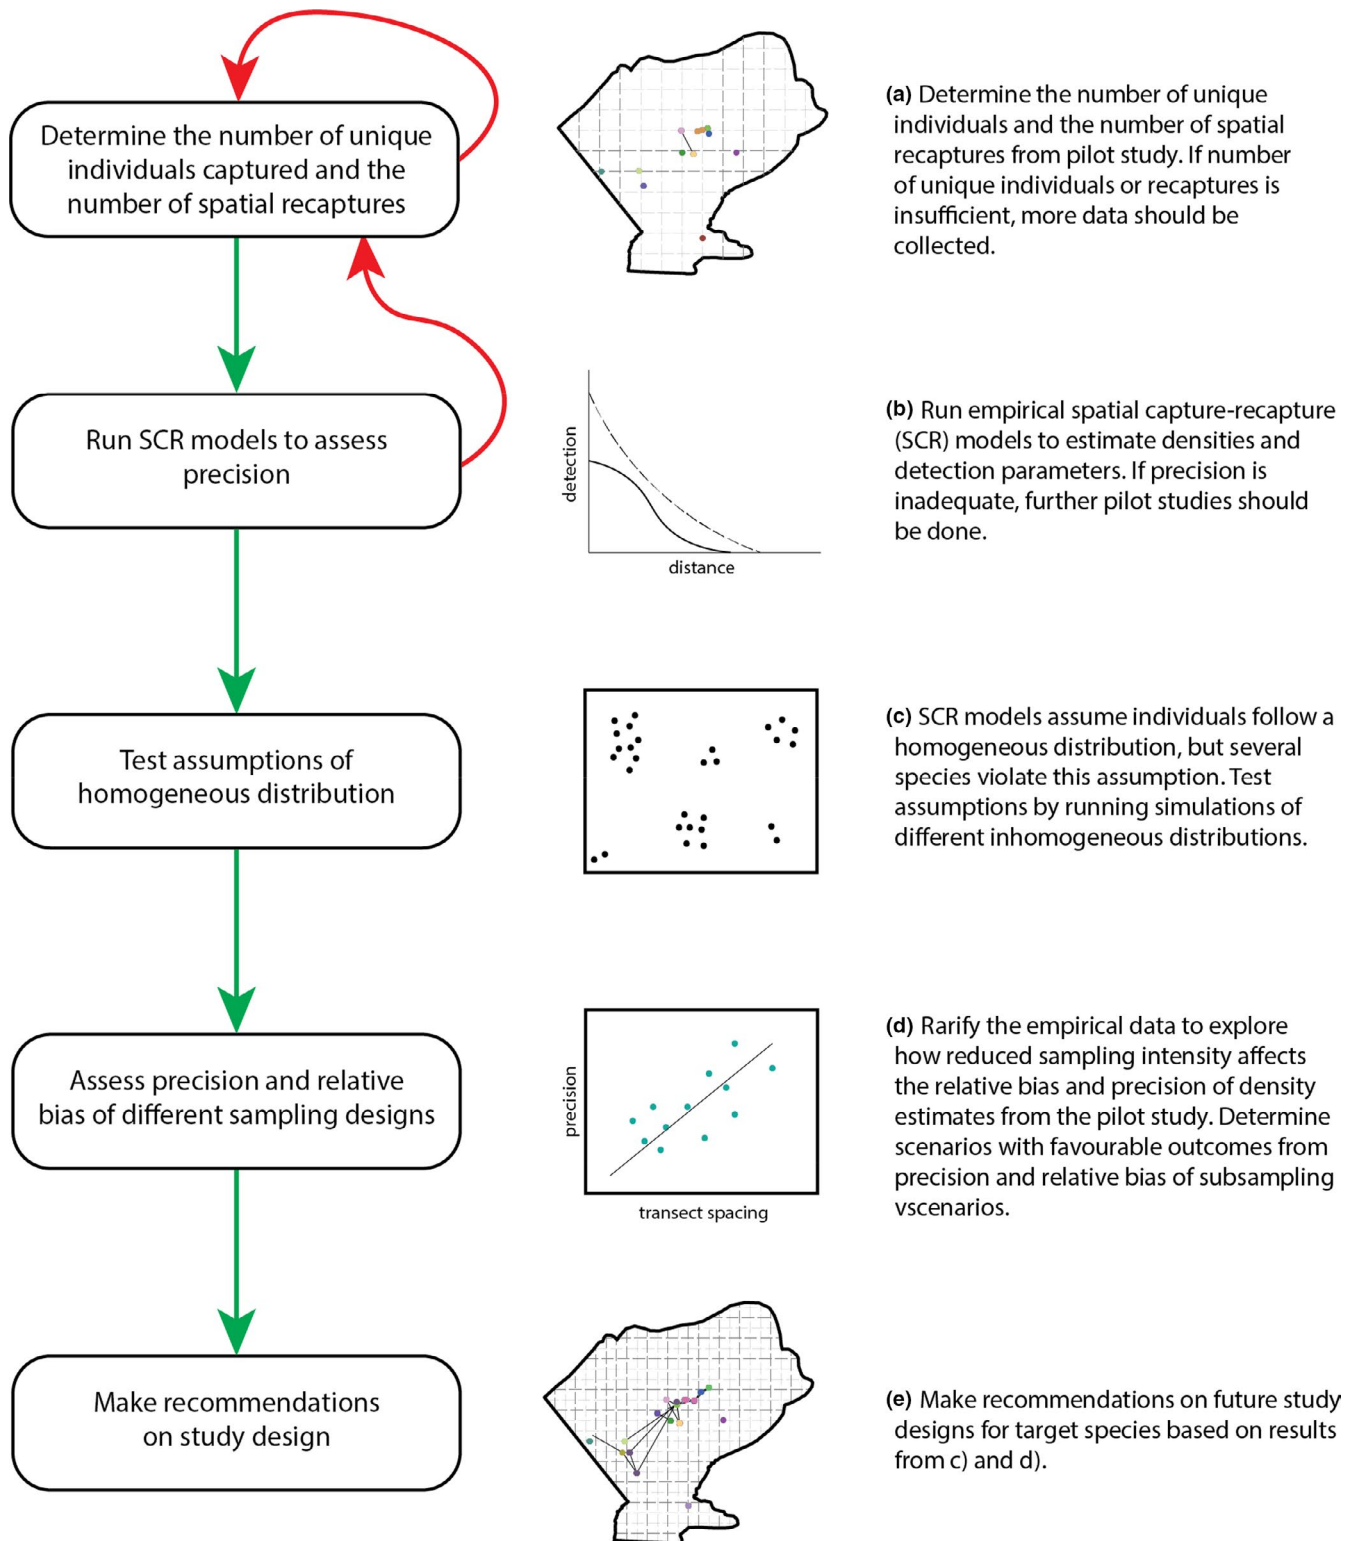 Determine the number of unique
individuals captured and the
number of spatial recaptures
(a) Determine the number of unique
individuals and the number of spatial
recaptures from pilot study. If number
of unique individuals or recaptures is
insufficient, more data should be
collected.
Run SCR models to assess
precision
detection
distance
(b) Run empirical spatial capture-recapture
(SCR) models to estimate densities and
detection parameters. If precision is
inadequate, further pilot studies should
be done.
Test assumptions of
homogeneous distribution
(c) SCR models assume individuals follow a
homogeneous distribution, but several
species violate this assumption. Test
assumptions by running simulations of
different inhomogeneous distributions.
Assess precision and relative
bias of different sampling designs
precision
transect spacing
(d) Rarify the empirical data to explore
how reduced sampling intensity affects
the relative bias and precision of density
estimates from the pilot study. Determine
scenarios with favourable outcomes from
precision and relative bias of subsampling
vscenarios.
Make recommendations
on study design
(e) Make recommendations on future study
designs for target species based on results
from c) and d).